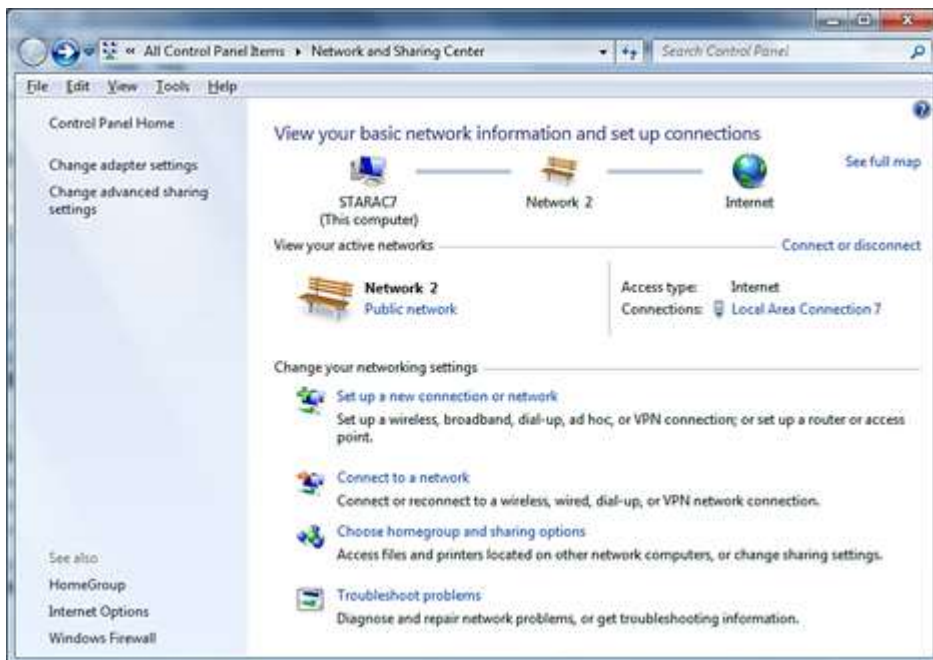 « All Control Panel Items ▸ Network and Sharing Center
Search Control Panel
File Edit View Tools Help
Control Panel Home
Change adapter settings
Change advanced sharing
settings
See also
HomeGroup
Internet Options
Windows Firewall
View your basic network information and set up connections
See full map
STARAC7
(This computer)
Network 2
Internet
View your active networks
Connect or disconnect
Network 2
Public network
Access type: Internet
Connections: Local Area Connection 7
Change your networking settings
Set up a new connection or network
Set up a wireless, broadband, dial-up, ad hoc, or VPN connection; or set up a router or access
point.
Connect to a network
Connect or reconnect to a wireless, wired, dial-up, or VPN network connection.
Choose homegroup and sharing options
Access files and printers located on other network computers, or change sharing settings.
Troubleshoot problems
Diagnose and repair network problems, or get troubleshooting information.